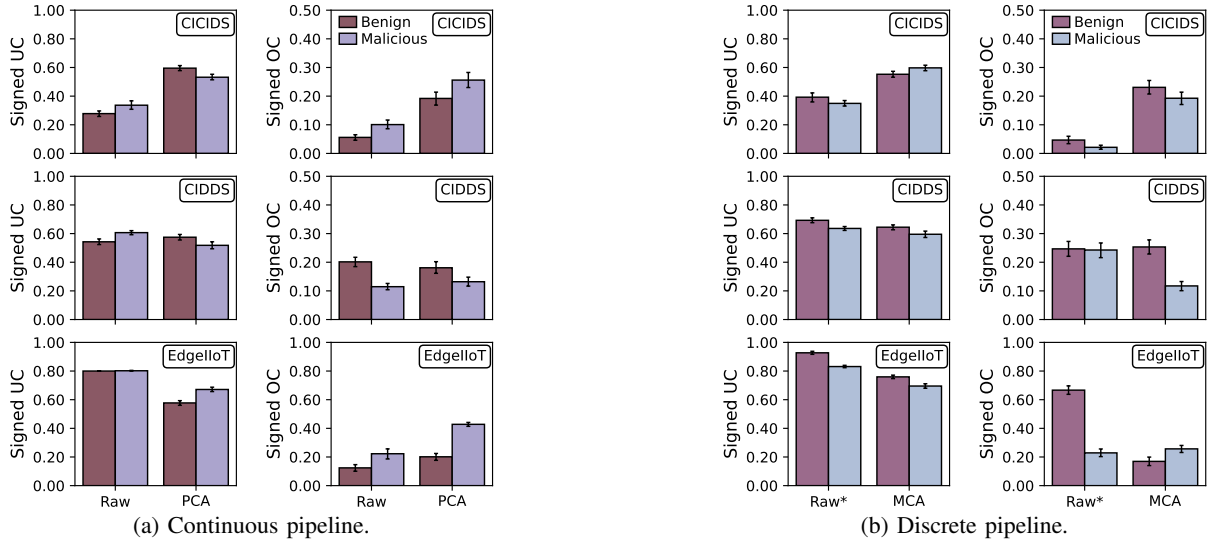 Signed UC
1.00
0.80
0.60
0.40
0.20
0.00
CICIDS
Signed OC
0.50
0.40
0.30
0.20
0.10
0.00
Benign
Malicious
CICIDS
Signed UC
1.00
0.80
0.60
0.40
0.20
0.00
CIDDS
Signed OC
0.50
0.40
0.30
0.20
0.10
0.00
CIDDS
Signed UC
1.00
0.80
0.60
0.40
0.20
0.00
EdgeIIoT
Raw PCA
Signed OC
1.00
0.80
0.60
0.40
0.20
0.00
EdgeIIoT
Raw PCA
(a) Continuous pipeline.
Signed UC
1.00
0.80
0.60
0.40
0.20
0.00
CICIDS
Signed OC
0.50
0.40
0.30
0.20
0.10
0.00
Benign
Malicious
CICIDS
Signed UC
1.00
0.80
0.60
0.40
0.20
0.00
CIDDS
Signed OC
0.50
0.40
0.30
0.20
0.10
0.00
CIDDS
Signed UC
1.00
0.80
0.60
0.40
0.20
0.00
EdgeIIoT
Raw* MCA
Signed OC
1.00
0.80
0.60
0.40
0.20
0.00
EdgeIIoT
Raw* MCA
(b) Discrete pipeline.